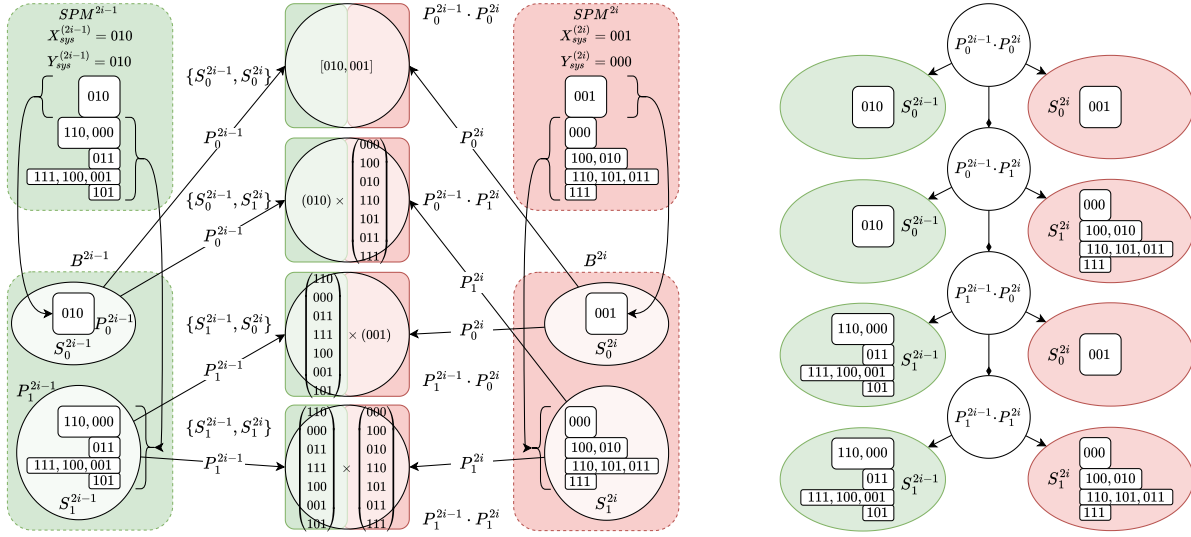 SPM^{2i−1}
X_{sys}^{(2i−1)} = 010
Y_{sys}^{(2i−1)} = 010
010
110, 000
011
111, 100, 001
101
B^{2i−1}
010
P_0^{2i−1}
S_0^{2i−1}
P_1^{2i−1}
110, 000
011
111, 100, 001
101
S_1^{2i−1}
{S_0^{2i−1}, S_0^{2i}}
P_0^{2i−1}
{S_0^{2i−1}, S_1^{2i}}
P_0^{2i−1}
{S_1^{2i−1}, S_0^{2i}}
P_1^{2i−1}
{S_1^{2i−1}, S_1^{2i}}
P_1^{2i−1}
[010, 001]
(010) ×
000
100
010
110
101
011
111
110
000
011
111
100
001
101
× (001)
110
000
011
111
100
001
101
×
000
100
010
110
101
011
111
P_0^{2i−1} · P_0^{2i}
P_0^{2i}
P_0^{2i−1} · P_1^{2i}
P_1^{2i}
P_0^{2i}
P_1^{2i−1} · P_0^{2i}
P_1^{2i}
P_1^{2i−1} · P_1^{2i}
SPM^{2i}
X_{sys}^{(2i)} = 001
Y_{sys}^{(2i)} = 000
001
000
100, 010
110, 101, 011
111
B^{2i}
001
S_0^{2i}
000
100, 010
110, 101, 011
111
S_1^{2i}
P_0^{2i−1} · P_0^{2i}
010 S_0^{2i−1}
S_0^{2i} 001
P_0^{2i−1} · P_1^{2i}
010 S_0^{2i−1}
S_1^{2i}
000
100, 010
110, 101, 011
111
P_1^{2i−1} · P_0^{2i}
110, 000
011
111, 100, 001
101
S_1^{2i−1}
S_0^{2i} 001
P_1^{2i−1} · P_1^{2i}
110, 000
011
111, 100, 001
101
S_1^{2i−1}
S_1^{2i}
000
100, 010
110, 101, 011
111